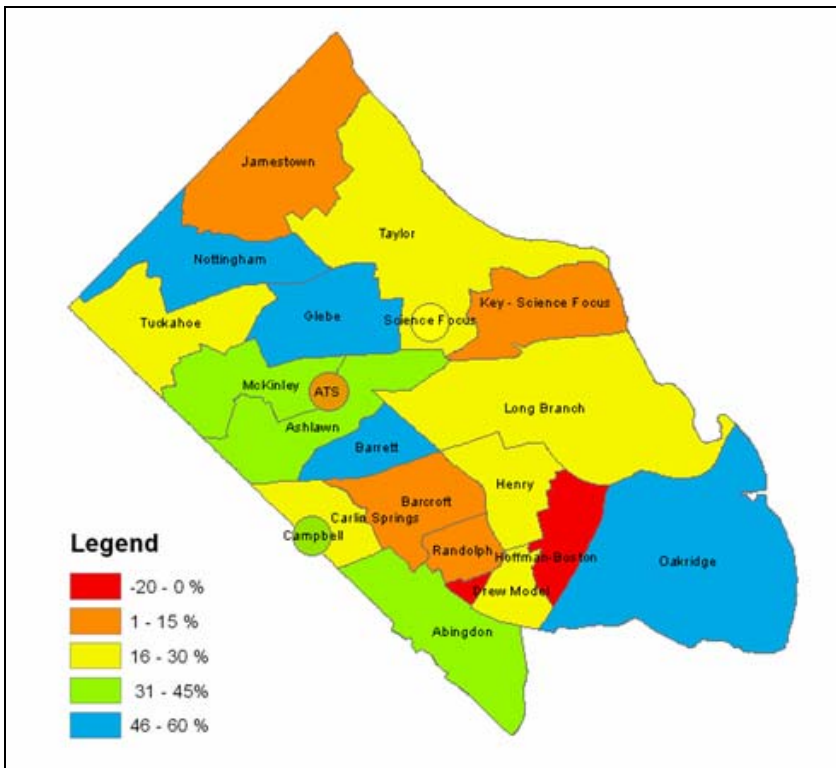 Jamestown
Taylor
Nottingham
Key - Science Focus
Glebe
Science Focus
Tuckahoe
McKinley
ATS
Long Branch
Ashlawn
Barrett
Henry
Barcroft
Carlin Springs
Campbell
Randolph
Hoffman-Boston
Oakridge
Drew Model
Abingdon
Legend
-20 - 0 %
1 - 15 %
16 - 30 %
31 - 45%
46 - 60 %